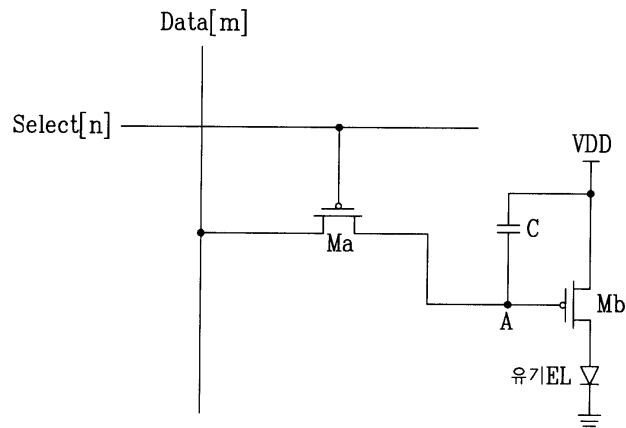 Data[m]
Select[n]
VDD
Ma
C
A
Mb
유기EL